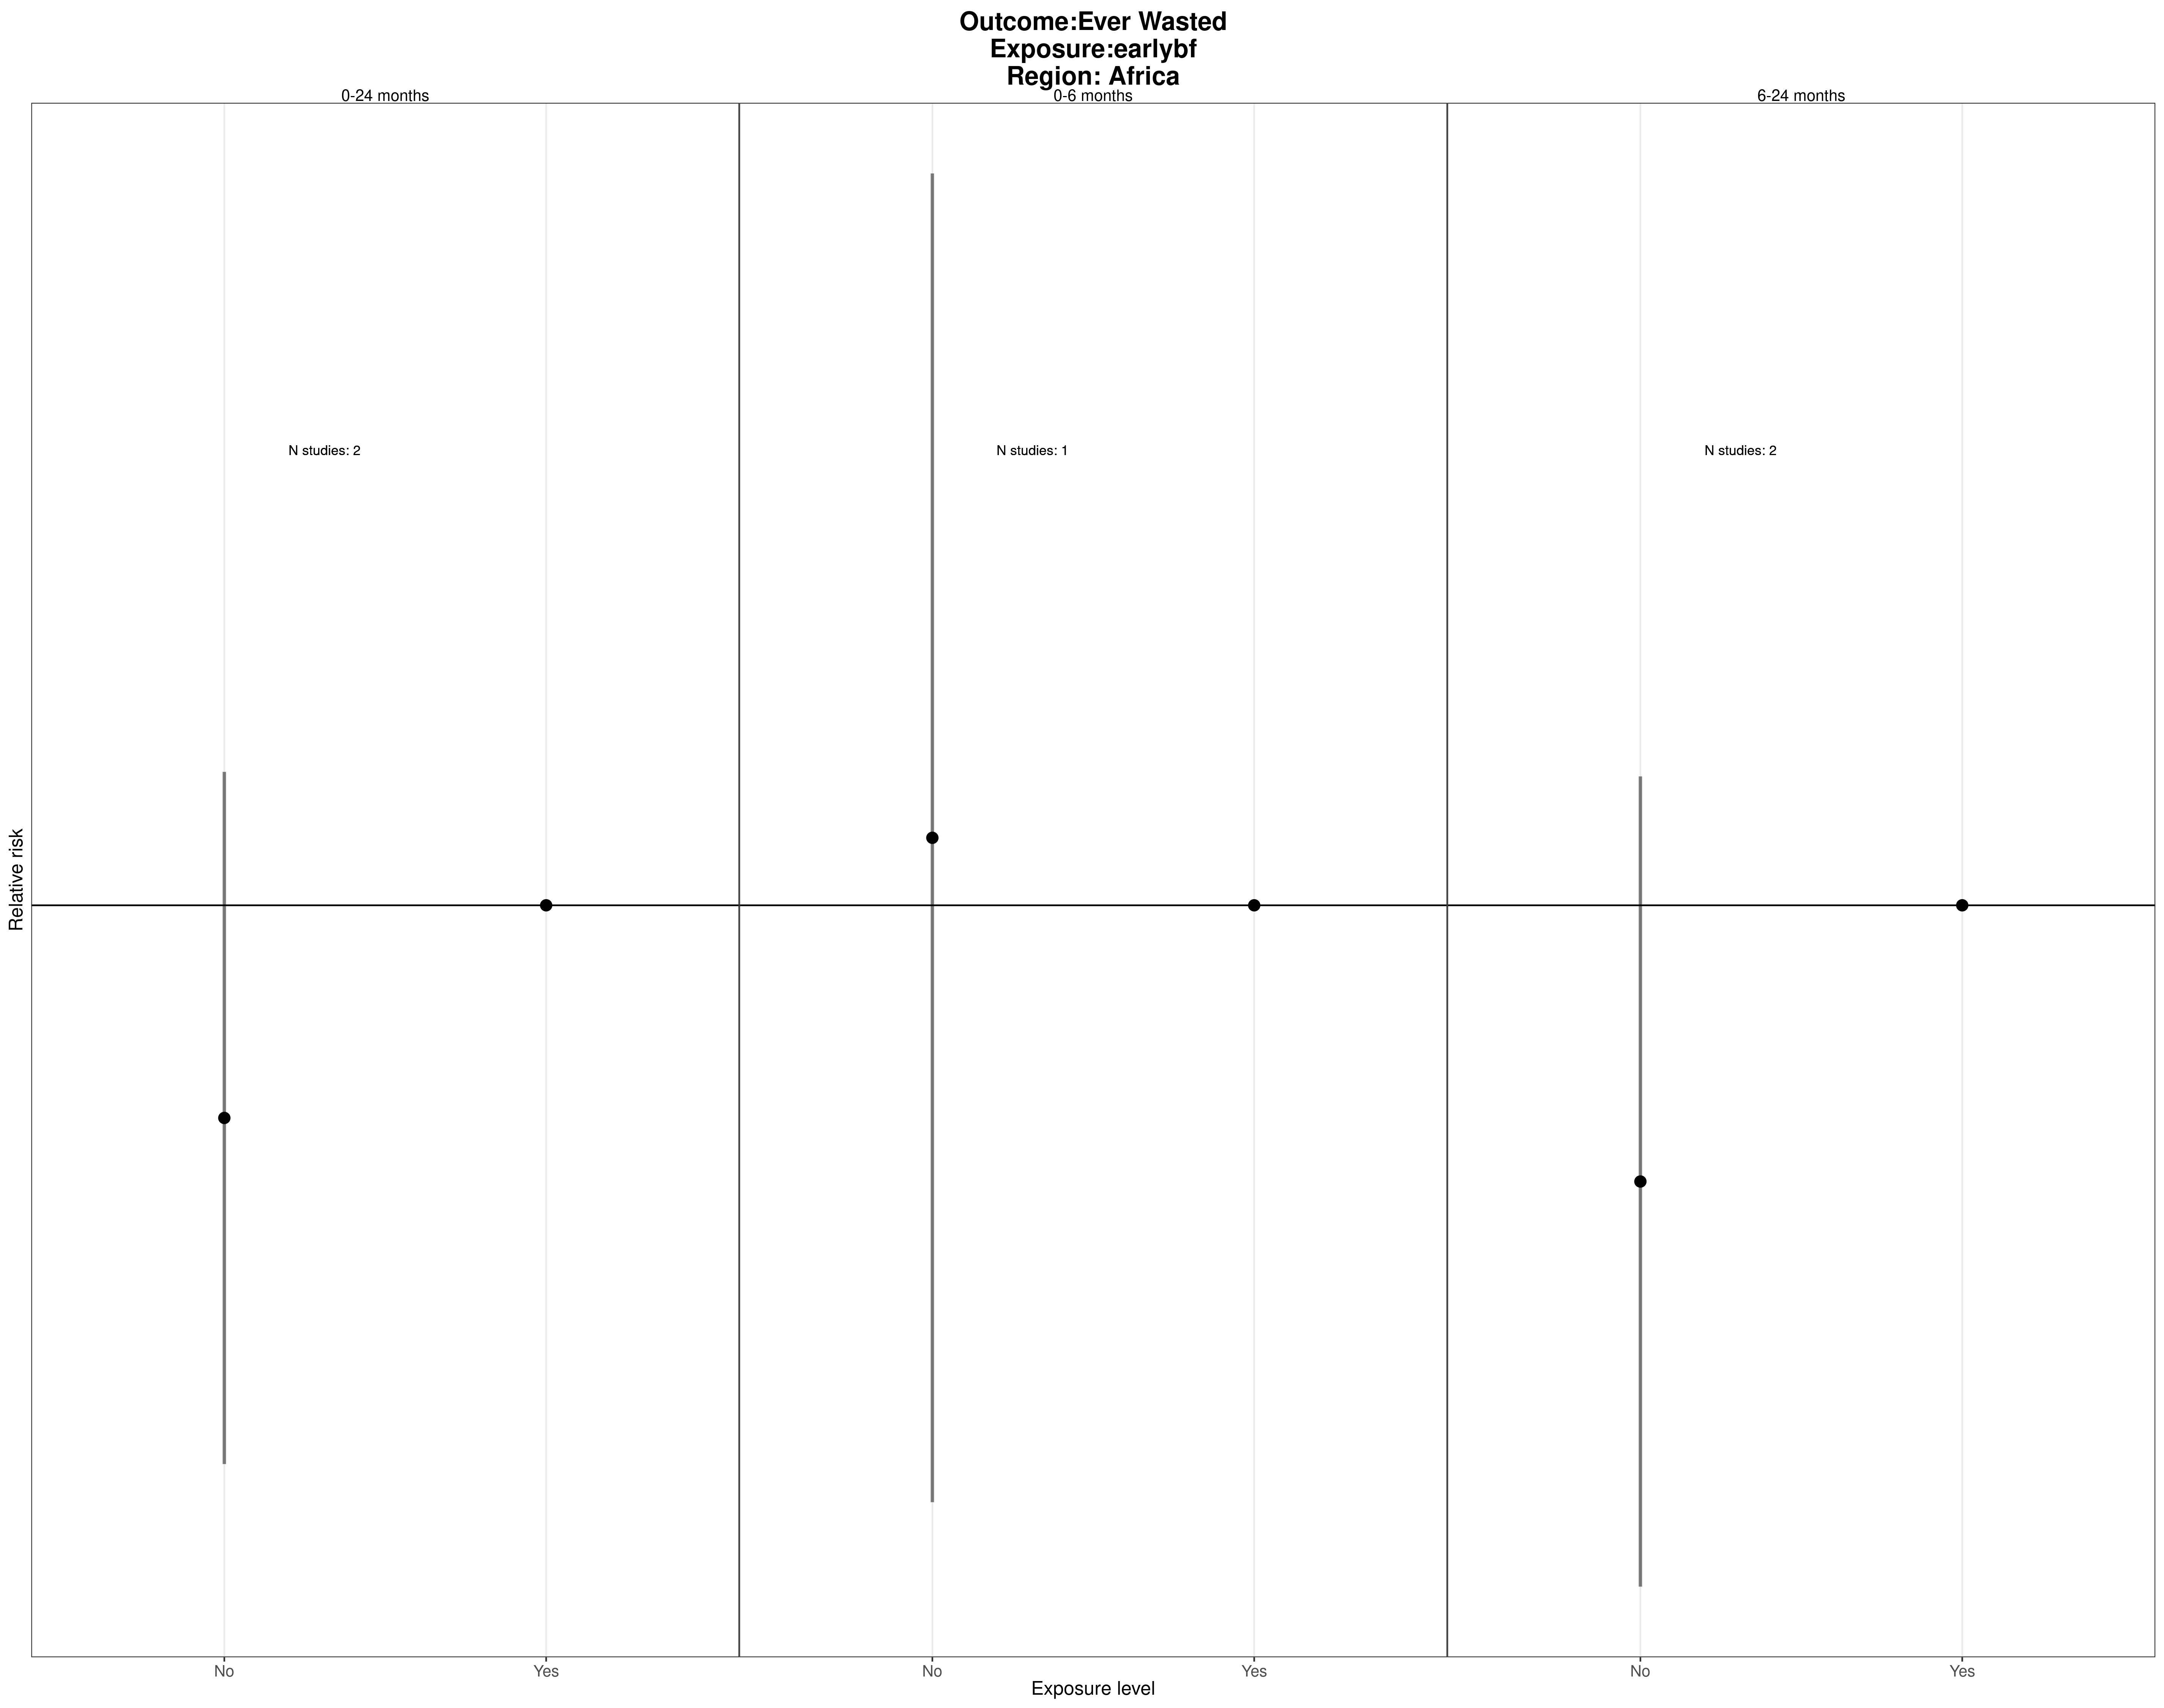 Outcome:Ever Wasted
Exposure:earlybf
Region: Africa
0-24 months
0-6 months
6-24 months
N studies: 2
N studies: 1
N studies: 2
Relative risk
No
Yes
No
Yes
No
Yes
Exposure level